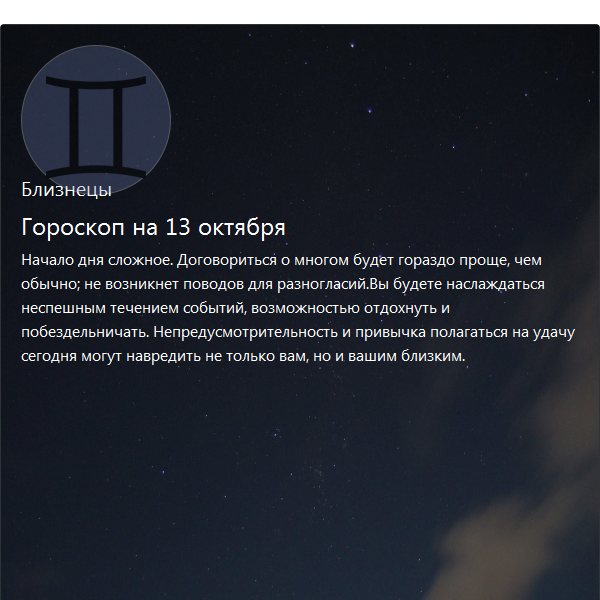 Близнецы
Гороскоп на 13 октября
Начало дня сложное. Договориться о многом будет гораздо проще, чем
обычно; не возникнет поводов для разногласий.Вы будете наслаждаться
неспешным течением событий, возможностью отдохнуть и
побездельничать. Непредусмотрительность и привычка полагаться на удачу
сегодня могут навредить не только вам, но и вашим близким.